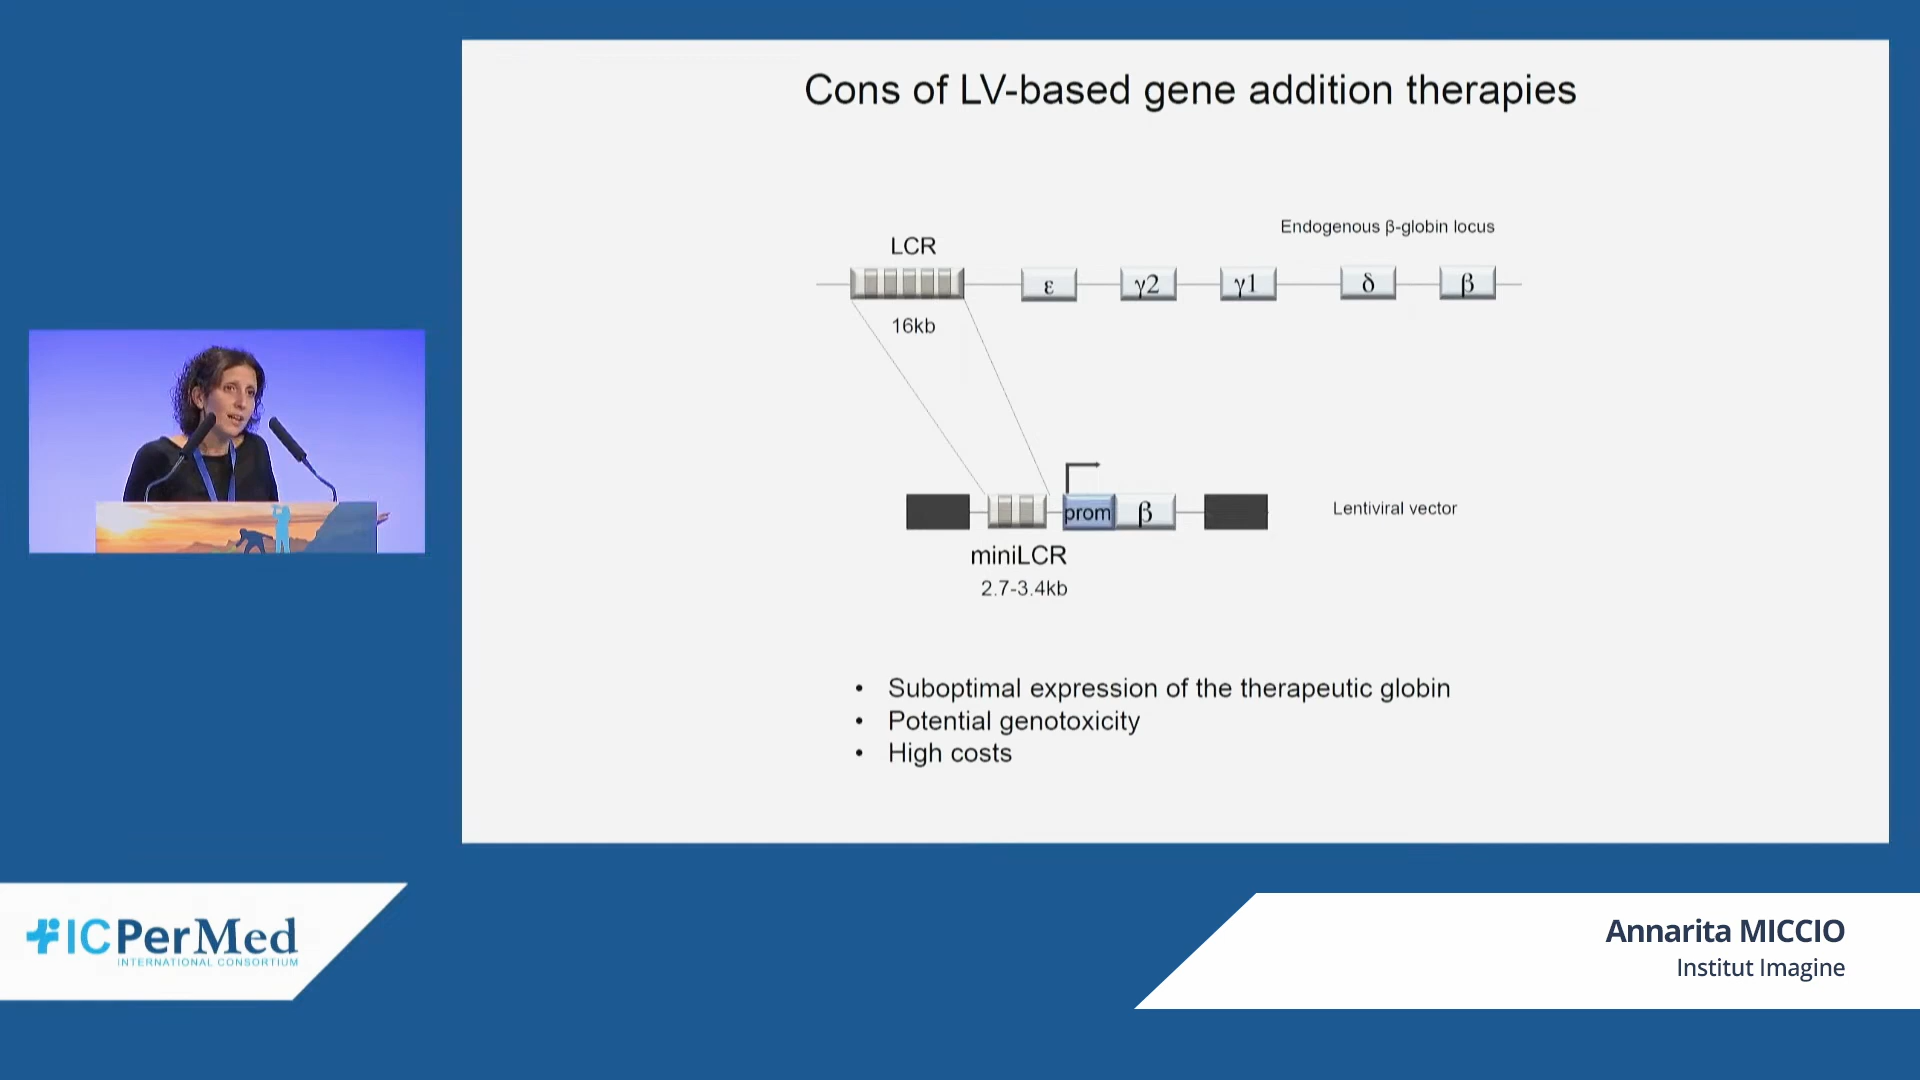 Cons of LV-based gene addition therapies
Endogenous β-globin locus
LCR
ε
γ2
γ1
δ
β
16kb
prom
β
Lentiviral vector
miniLCR
2.7-3.4kb
• Suboptimal expression of the therapeutic globin
• Potential genotoxicity
• High costs
ICPerMed
INTERNATIONAL CONSORTIUM
Annarita MICCIO
Institut Imagine